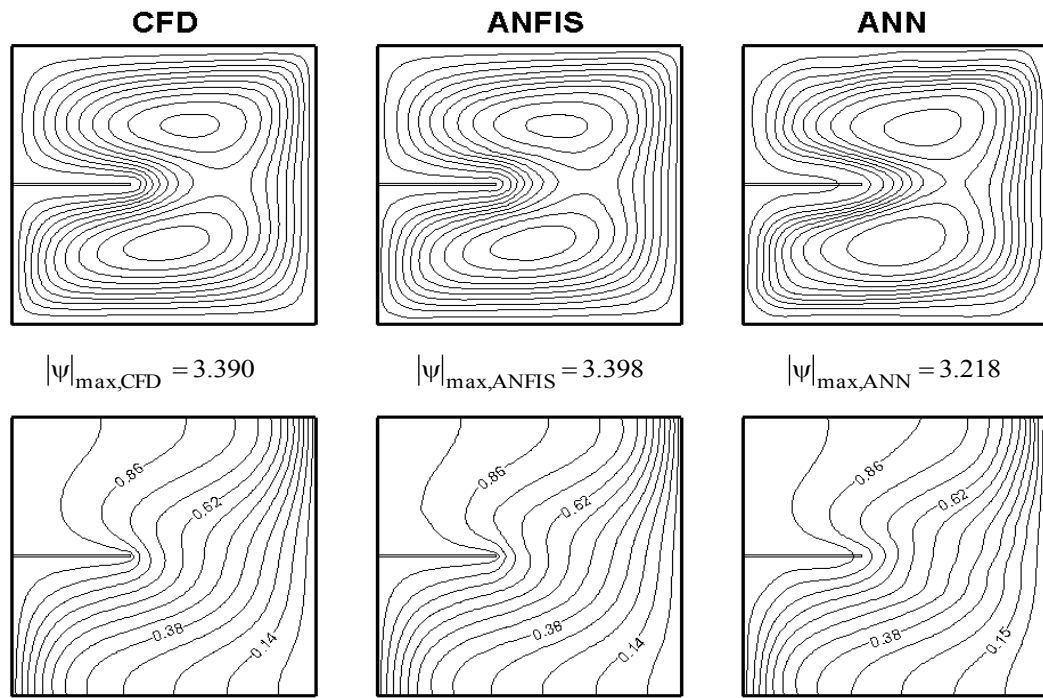 CFD ANFIS ANN
|ψ|max,CFD = 3.390 |ψ|max,ANFIS = 3.398 |ψ|max,ANN = 3.218
0.86 0.86 0.86
0.62 0.62 0.62
0.38 0.38 0.38
0.14 0.14 0.15